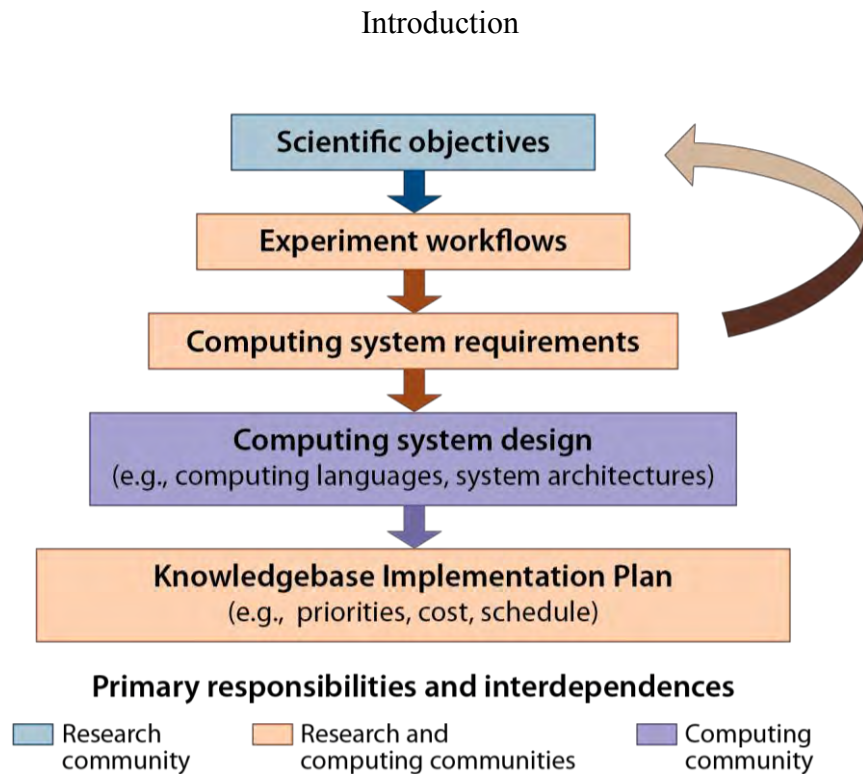 Introduction
Scientific objectives
Experiment workflows
Computing system requirements
Computing system design
(e.g., computing languages, system architectures)
Knowledgebase Implementation Plan
(e.g.,  priorities, cost, schedule)
Primary responsibilities and interdependences
Research
community
Research and
computing communities
Computing
community